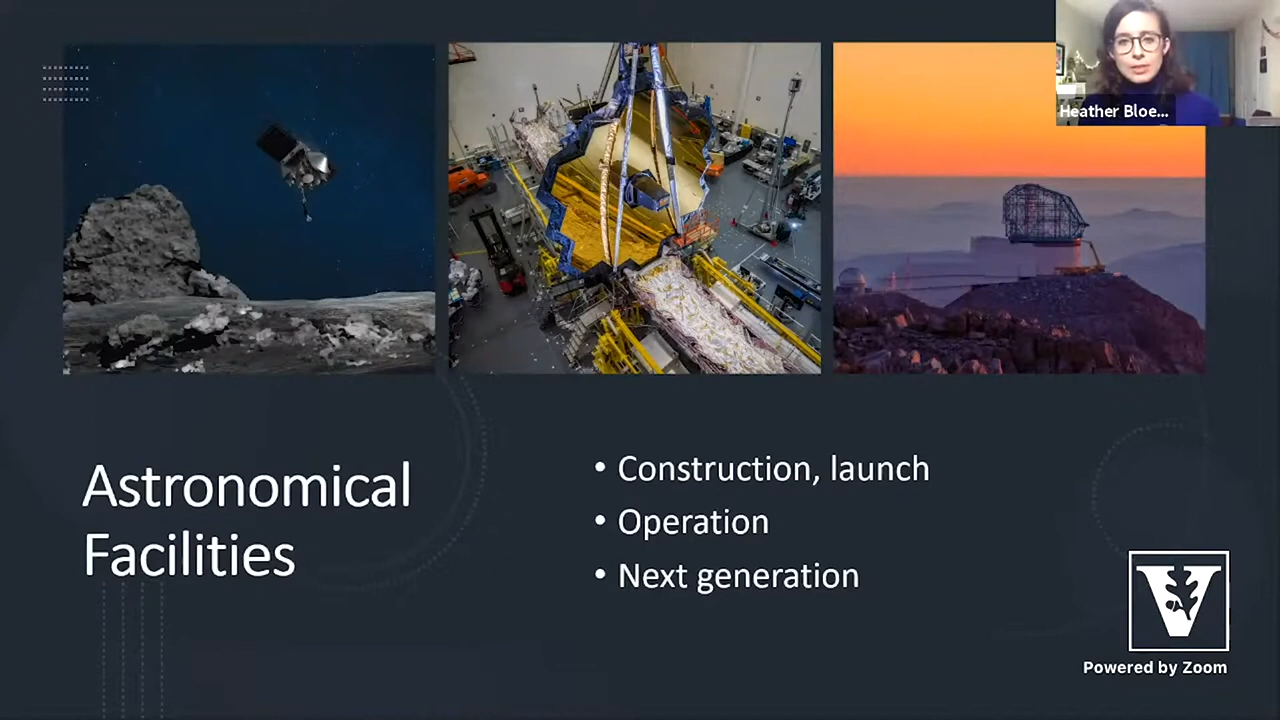 Heather Bloe...
Astronomical
Facilities
• Construction, launch
• Operation
• Next generation
V
Powered by Zoom